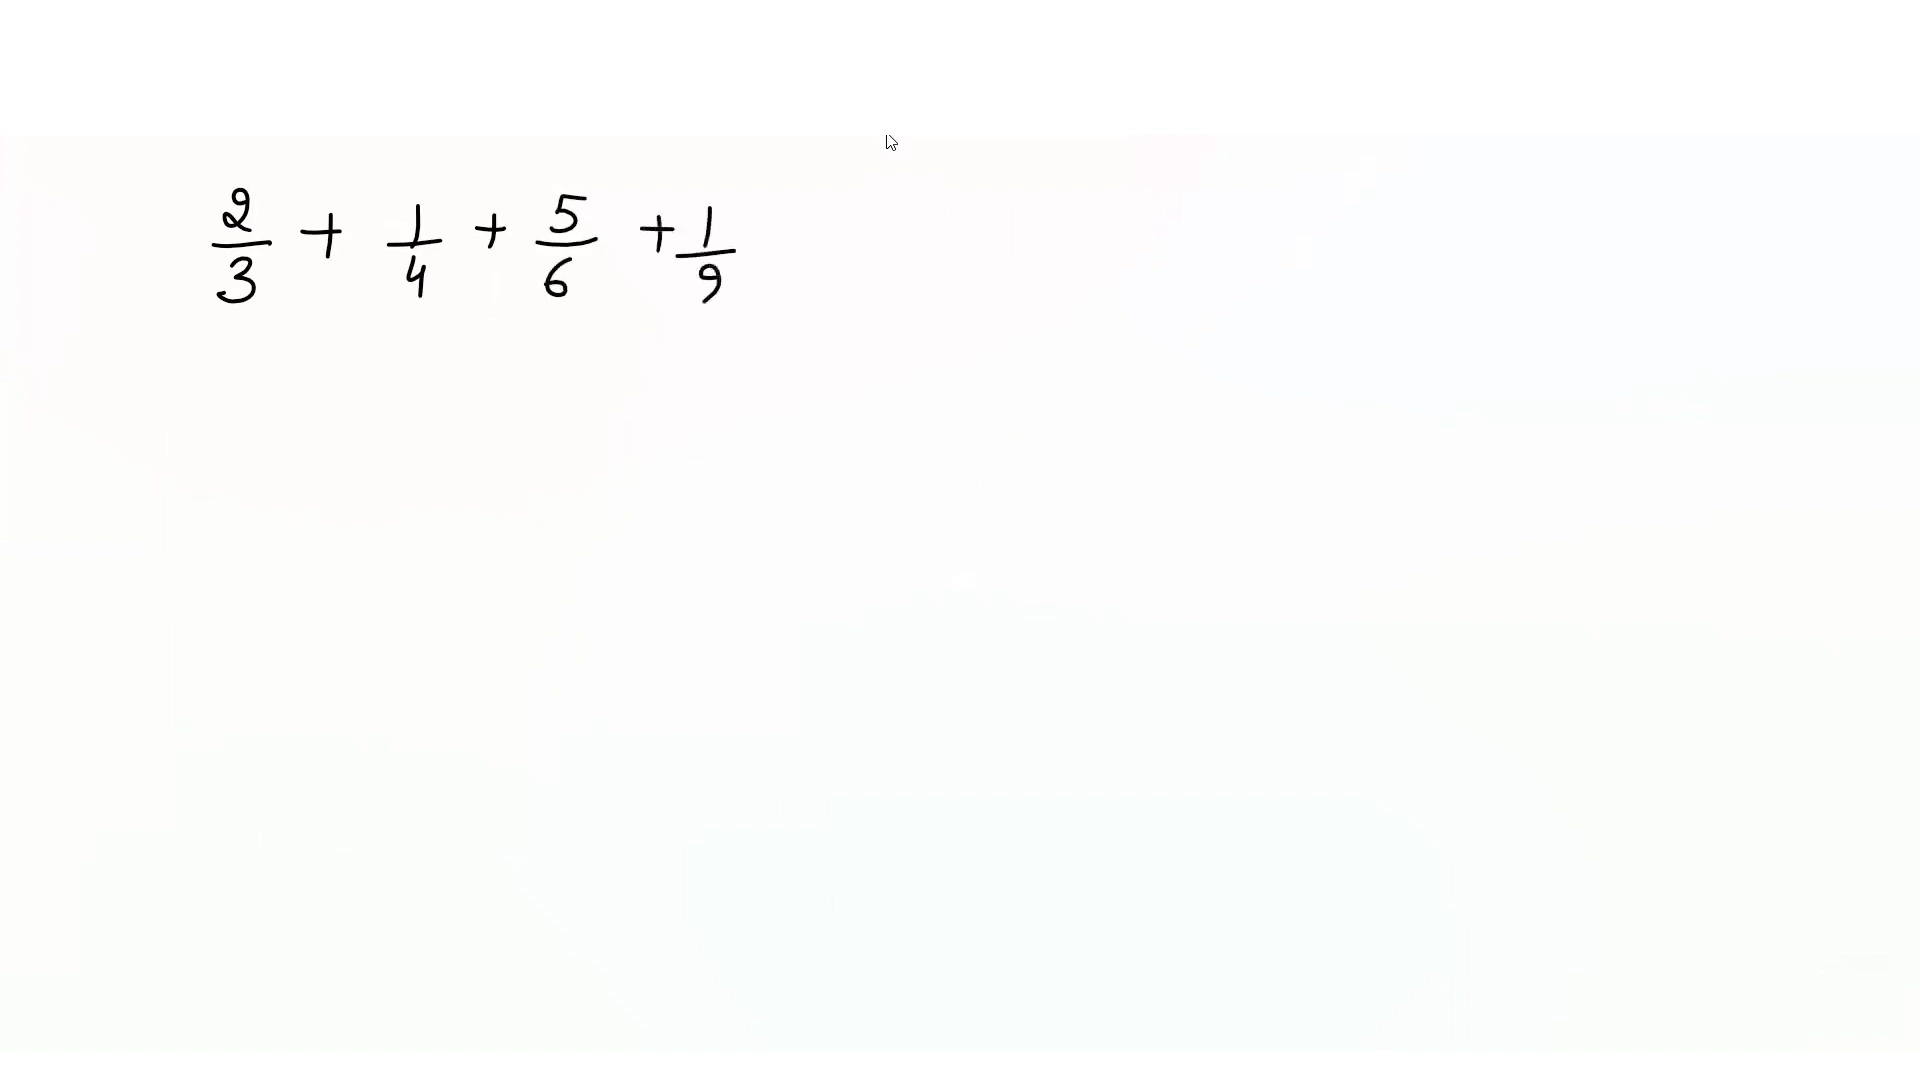 2/3 + 1/4 + 5/6 + 1/9